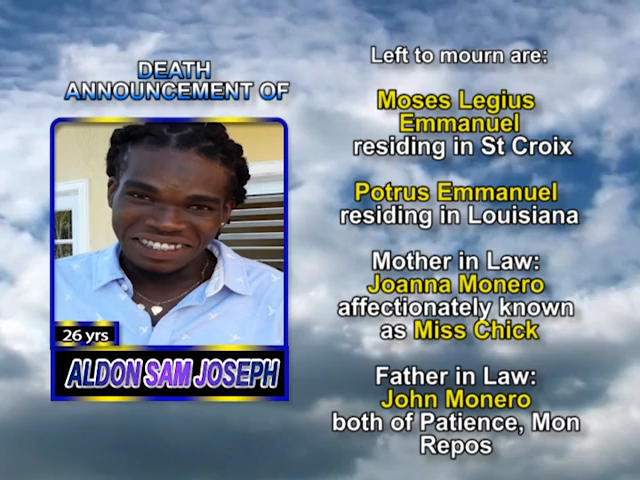 DEATH
ANNOUNCEMENT OF
26 yrs
ALDON SAM JOSEPH
Left to mourn are:
Moses Legius
Emmanuel
residing in St Croix
Potrus Emmanuel
residing in Louisiana
Mother in Law:
Joanna Monero
affectionately known
as Miss Chick
Father in Law:
John Monero
both of Patience, Mon
Repos